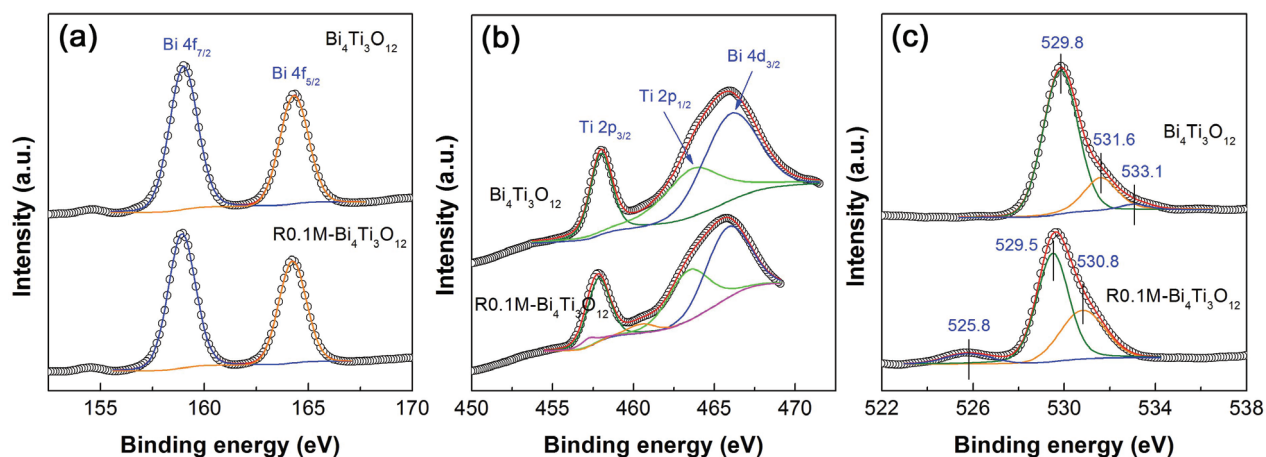 (a)
Bi 4f7/2
Bi4Ti3O12
Bi 4f5/2
R0.1M-Bi4Ti3O12
Intensity (a.u.)
155 160 165 170
Binding energy (eV)
(b)
Bi 4d3/2
Ti 2p1/2
Ti 2p3/2
Bi4Ti3O12
R0.1M-Bi4Ti3O12
Intensity (a.u.)
450 455 460 465 470
Binding energy (eV)
(c)
529.8
531.6
Bi4Ti3O12
533.1
529.5
530.8
R0.1M-Bi4Ti3O12
525.8
Intensity (a.u.)
522 526 530 534 538
Binding energy (eV)